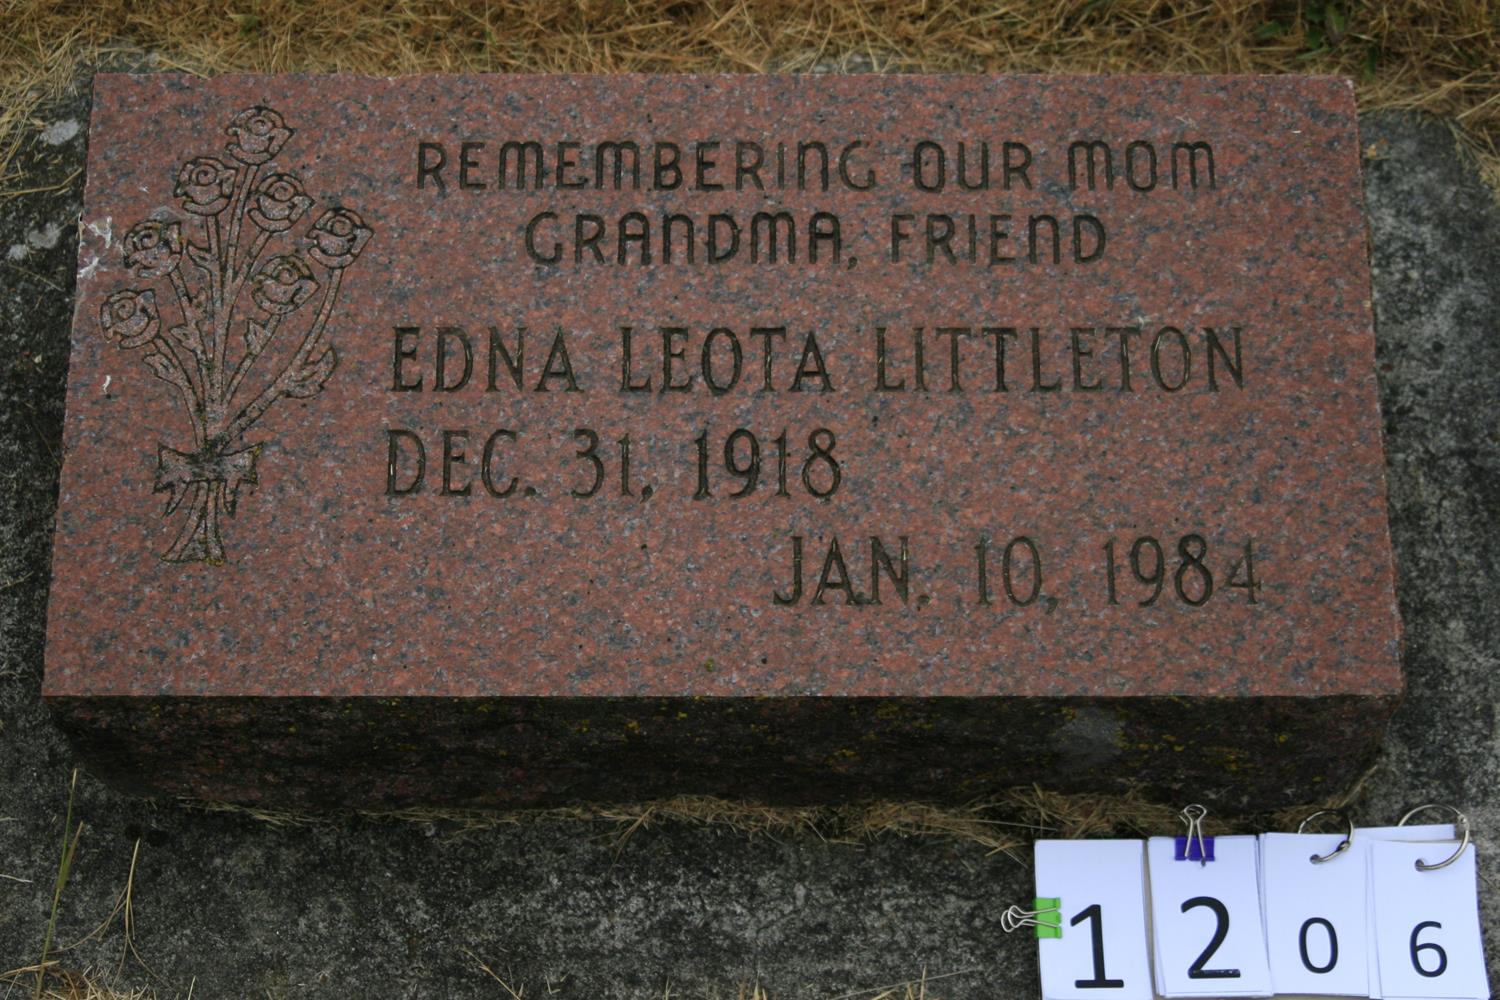 REMEMBERING OUR MOM
GRANDMA, FRIEND
EDNA LEOTA LITTLETON
DEC. 31, 1918
JAN. 10, 1984
1206